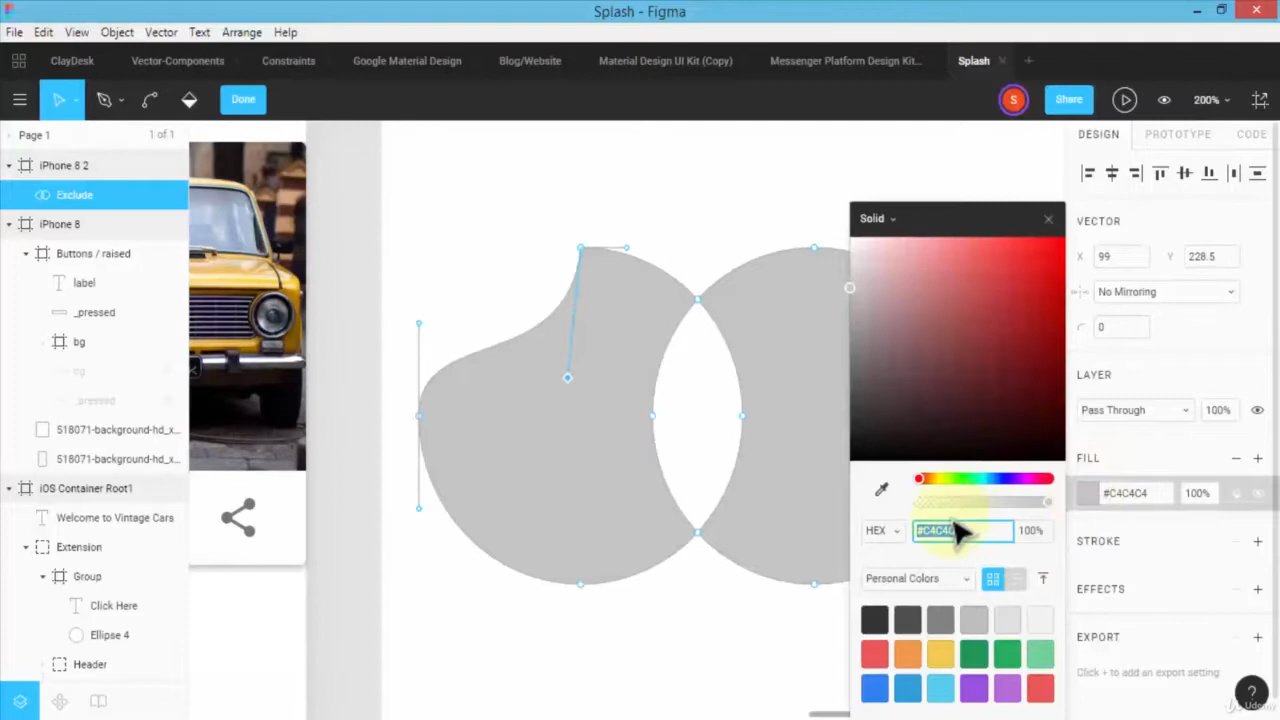 Splash - Figma
File Edit View Object Vector Text Arrange Help
ClayDesk Vector-Components Constraints Google Material Design Blog/Website Material Design UI Kit (Copy) Messenger Platform Design Kit... Splash
Done S Share 200%
Page 1 1 of 1
DESIGN PROTOTYPE CODE
iPhone 8 2
Exclude
iPhone 8
Buttons / raised
label
_pressed
bg
bg
_pressed
518071-background-hd_x...
518071-background-hd_x...
iOS Container Root1
Welcome to Vintage Cars
Extension
Group
Click Here
Ellipse 4
Header
Solid
HEX #C4C4C 100%
Personal Colors
VECTOR
X 99 Y 228.5
No Mirroring
0
LAYER
Pass Through 100%
FILL
#C4C4C4 100%
STROKE
EFFECTS
EXPORT
Click + to add an export setting
?
Udemy